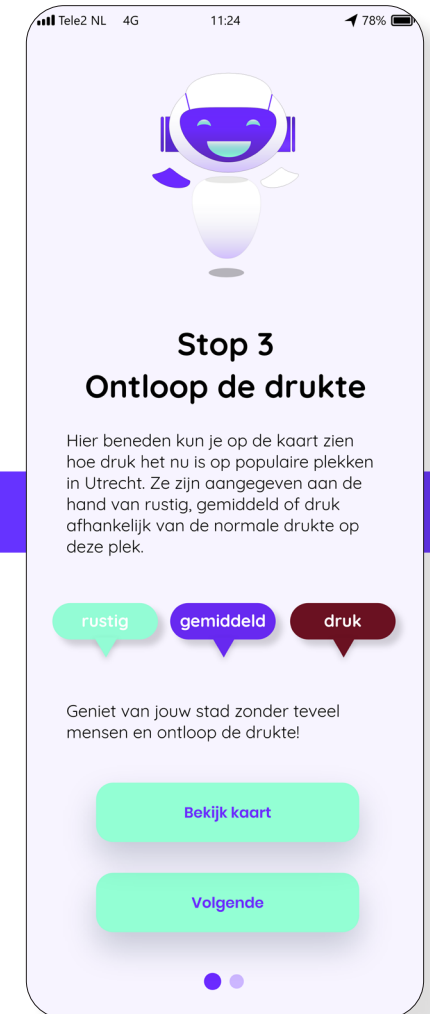 Tele2 NL 4G 11:24 78%
Stop 3
Ontloop de drukte
Hier beneden kun je op de kaart zien
hoe druk het nu is op populaire plekken
in Utrecht. Ze zijn aangegeven aan de
hand van rustig, gemiddeld of druk
afhankelijk van de normale drukte op
deze plek.
rustig gemiddeld druk
Geniet van jouw stad zonder teveel
mensen en ontloop de drukte!
Bekijk kaart
Volgende